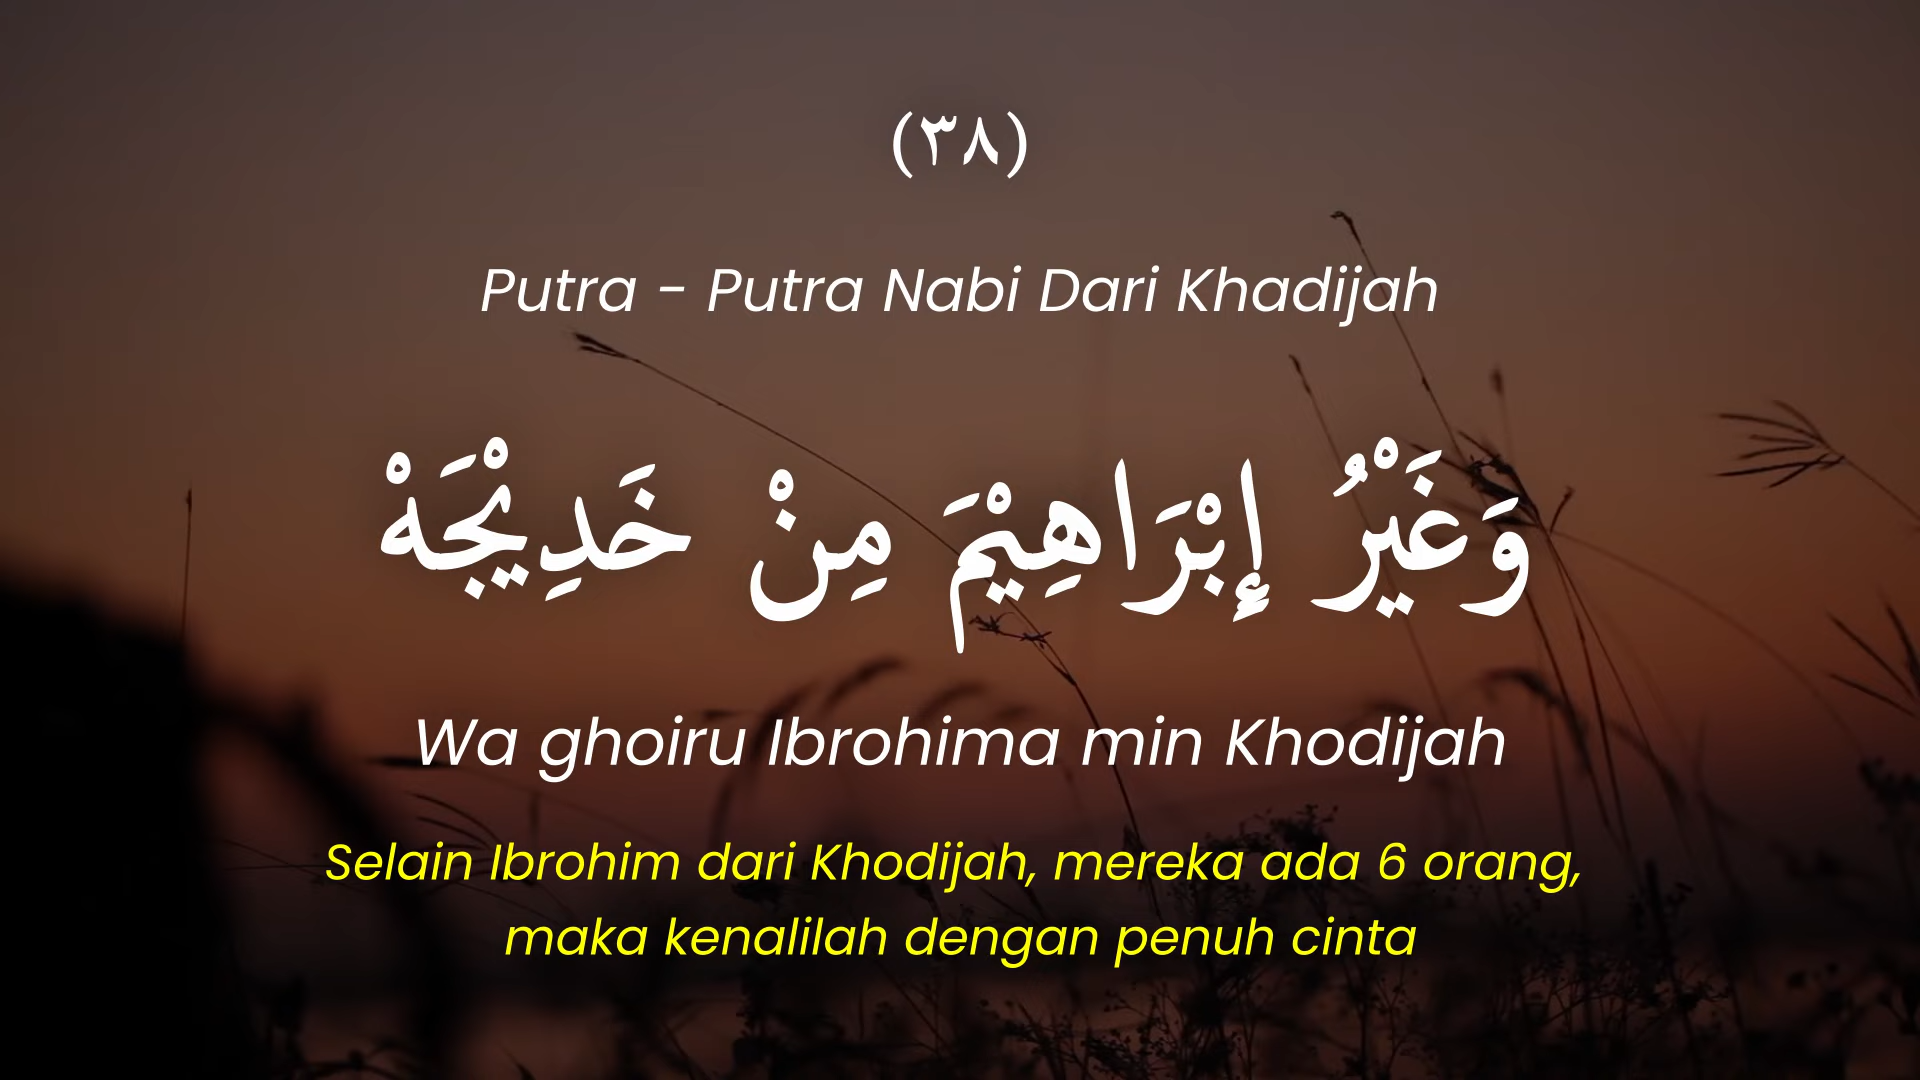 (٣٨)
Putra - Putra Nabi Dari Khadijah
وَغَيْرُ إِبْرَاهِيْمَ مِنْ خَدِيْجَهْ
Wa ghoiru Ibrohima min Khodijah
Selain Ibrohim dari Khodijah, mereka ada 6 orang,
maka kenalilah dengan penuh cinta